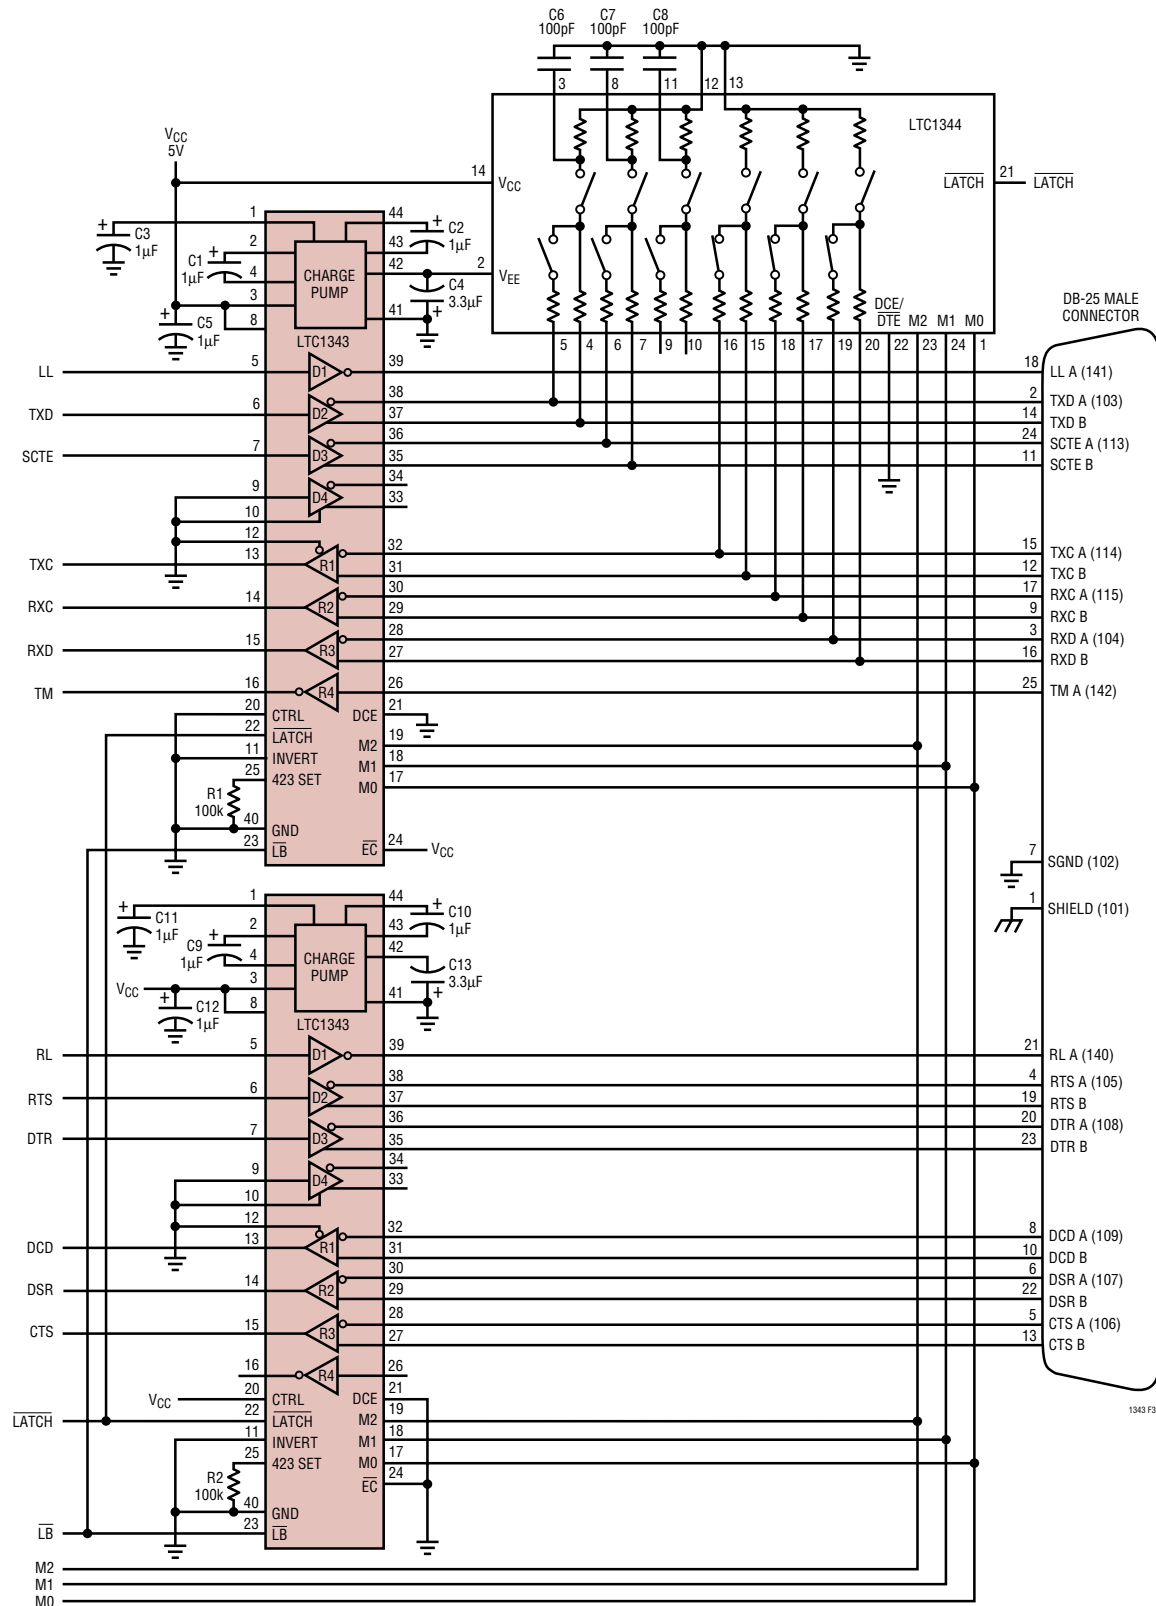 C6
100pF
C7
100pF
C8
100pF
3
8
11
12
13
LTC1344
VCC
5V
14
VCC
LATCH
21
LATCH
2
VEE
DCE/
DTE
M2
M1
M0
5
4
6
7
9
10
16
15
18
17
19
20
22
23
24
1
1
44
C3
1µF
+
C2
1µF
+
2
43
C1
1µF
+
4
42
CHARGE
PUMP
C4
3.3µF
+
3
8
41
C5
1µF
+
LTC1343
DB-25 MALE
CONNECTOR
LL
5
D1
39
18
LL A (141)
TXD
6
D2
38
37
2
TXD A (103)
14
TXD B
SCTE
7
D3
36
35
24
SCTE A (113)
11
SCTE B
9
D4
34
33
10
12
TXC
13
R1
32
31
15
TXC A (114)
12
TXC B
RXC
14
R2
30
29
17
RXC A (115)
9
RXC B
RXD
15
R3
28
27
3
RXD A (104)
16
RXD B
TM
16
R4
26
25
TM A (142)
20
CTRL
DCE
21
22
LATCH
M2
19
11
INVERT
M1
18
25
423 SET
M0
17
R1
100k
40
GND
23
LB
EC
24
VCC
7
SGND (102)
1
SHIELD (101)
1
44
C11
1µF
+
C10
1µF
+
2
43
C9
1µF
+
4
42
CHARGE
PUMP
C13
3.3µF
+
VCC
3
8
41
C12
1µF
+
LTC1343
RL
5
D1
39
21
RL A (140)
RTS
6
D2
38
37
4
RTS A (105)
19
RTS B
DTR
7
D3
36
35
20
DTR A (108)
23
DTR B
9
D4
34
33
10
12
DCD
13
R1
32
31
8
DCD A (109)
10
DCD B
DSR
14
R2
30
29
6
DSR A (107)
22
DSR B
CTS
15
R3
28
27
5
CTS A (106)
13
CTS B
16
R4
26
VCC
20
CTRL
DCE
21
LATCH
22
LATCH
M2
19
11
INVERT
M1
18
25
423 SET
M0
17
R2
100k
EC
24
40
GND
LB
23
LB
M2
M1
M0
1343 F3